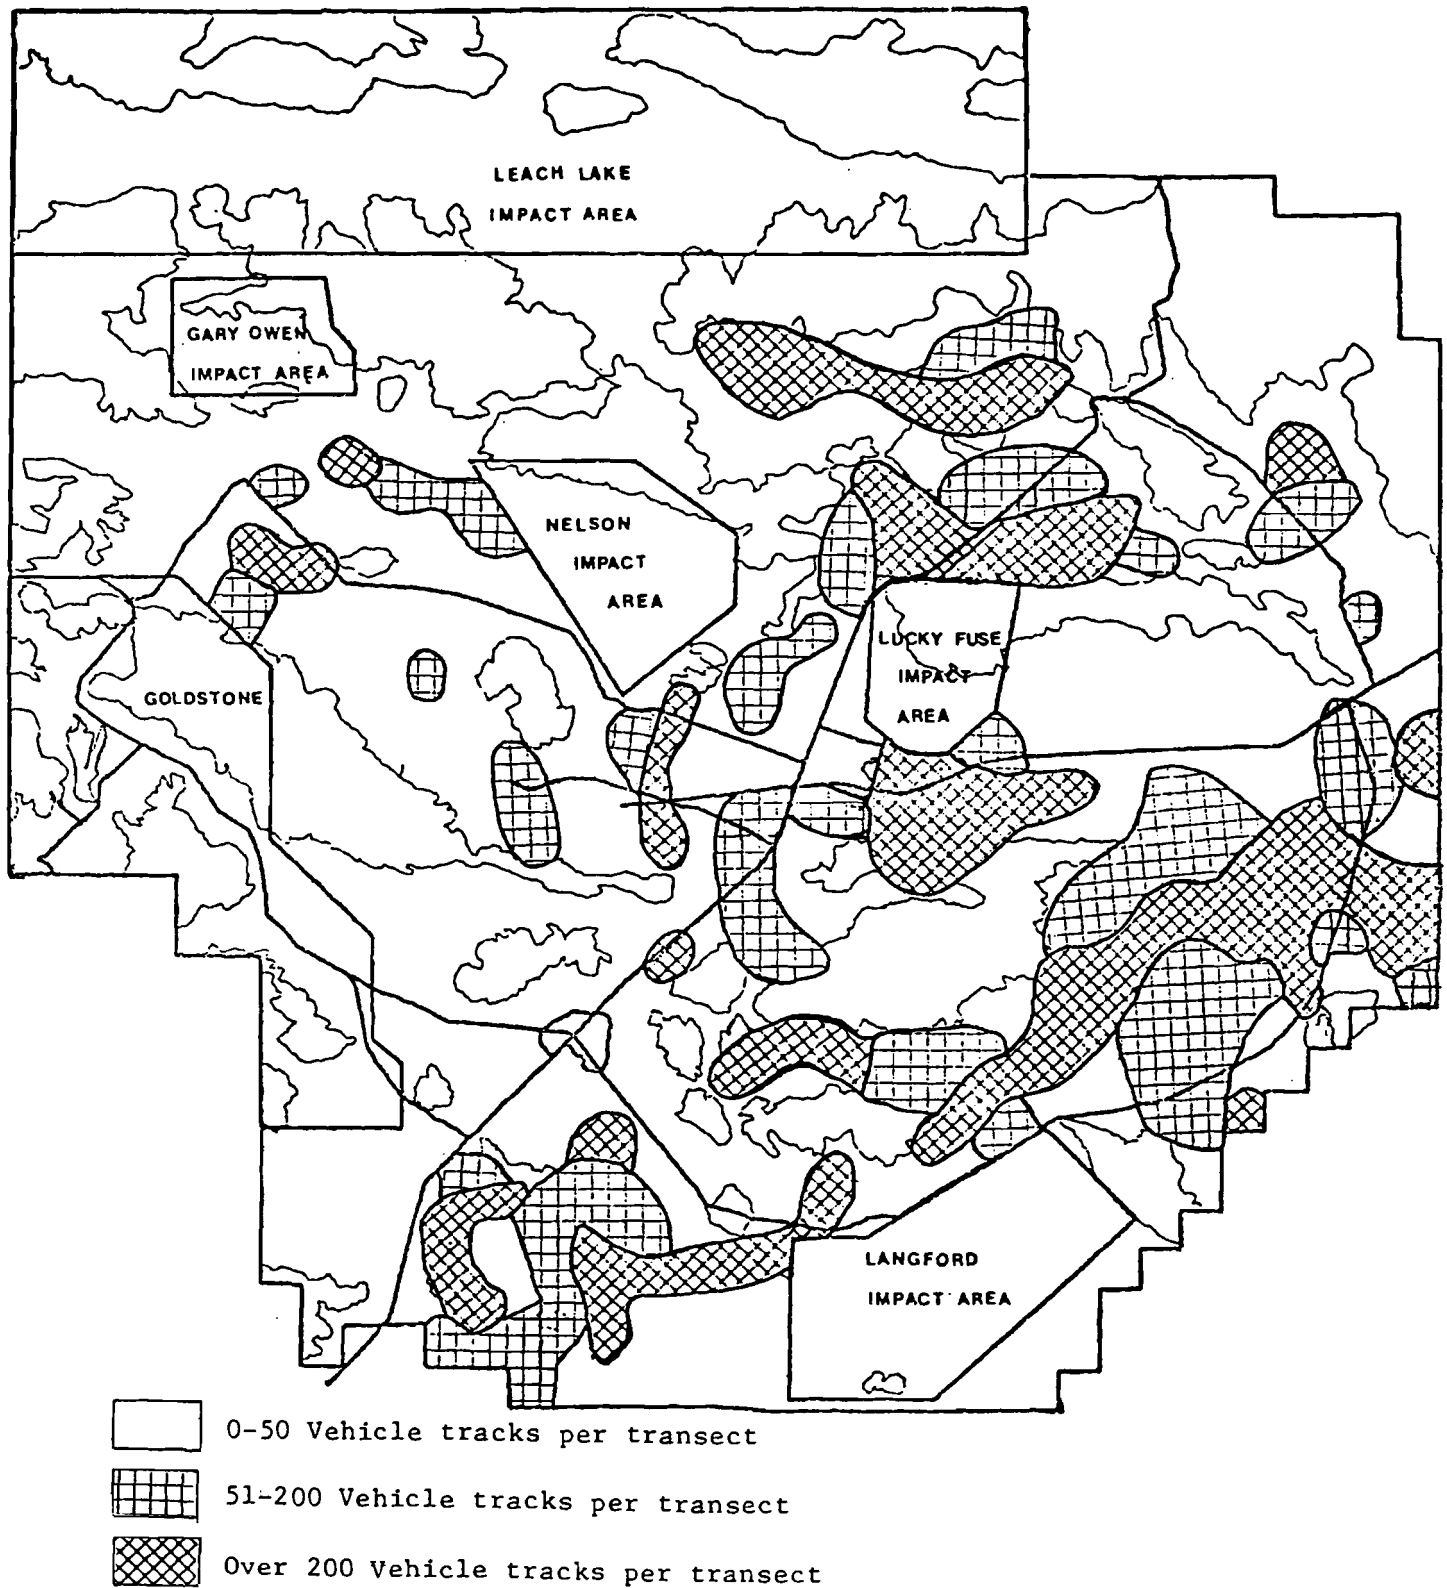 LEACH LAKE
IMPACT AREA
GARY OWEN
IMPACT AREA
NELSON
IMPACT
AREA
LUCKY FUSE
IMPACT
AREA
GOLDSTONE
LANGFORD
IMPACT AREA
0-50 Vehicle tracks per transect
51-200 Vehicle tracks per transect
Over 200 Vehicle tracks per transect